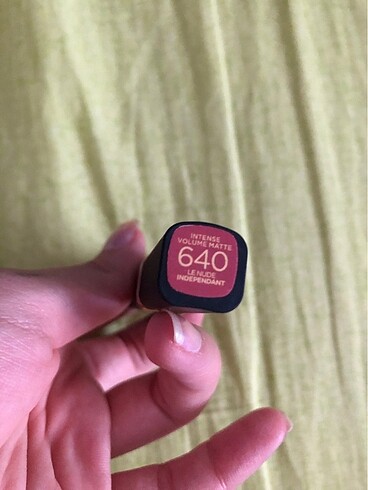 INTENSE
VOLUME MATTE
640
LE NUDE
INDEPENDANT